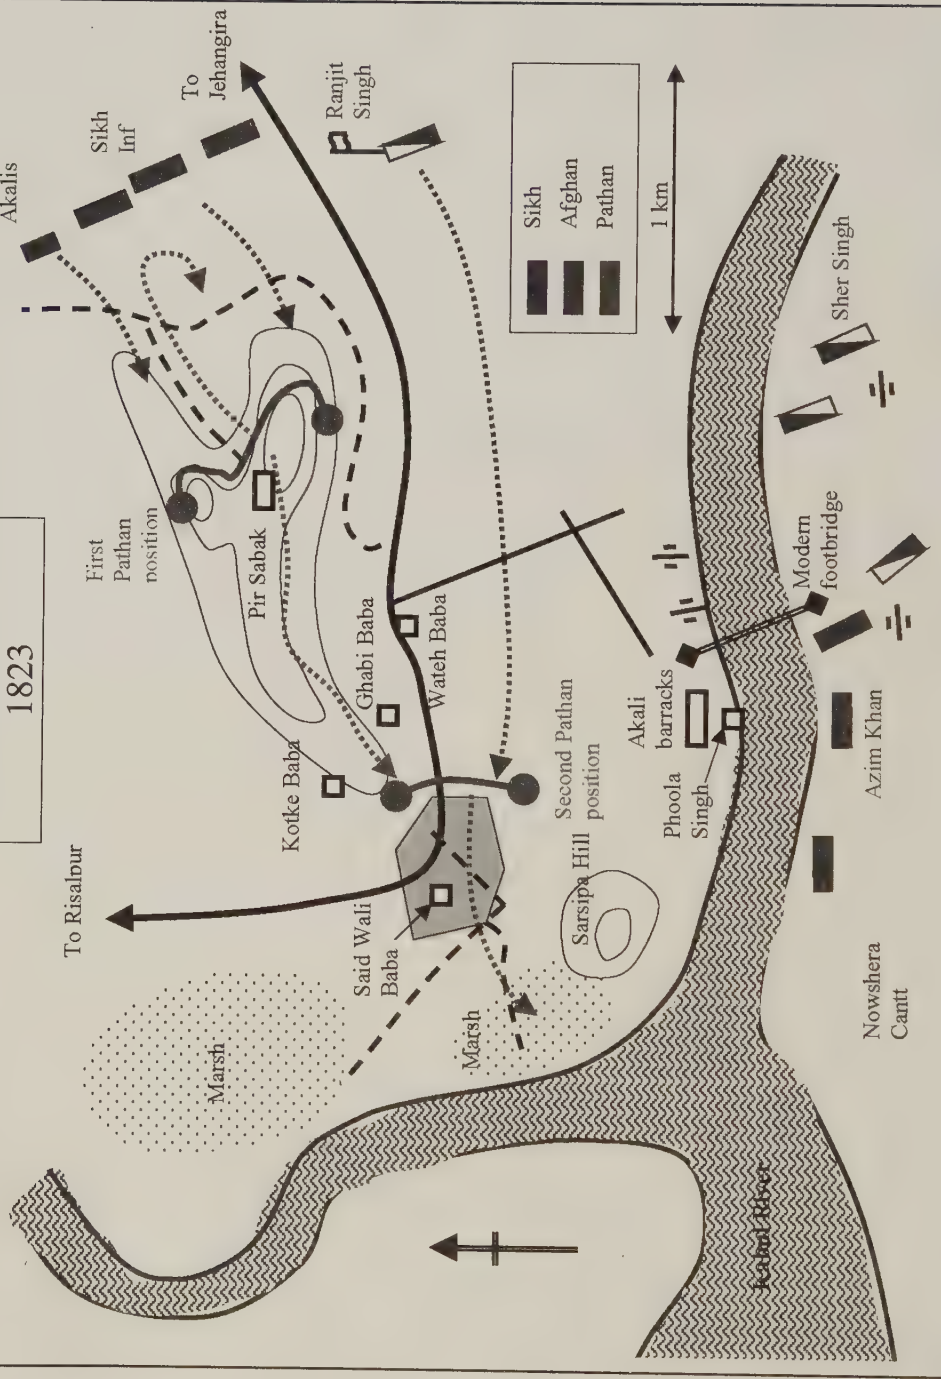 1823
Akalis
Sikh
Inf
To
Jehangira
Ranjit
Singh
Sikh
Afghan
Pathan
1 km
First
Pathan
position
Pir Sabak
Ghabi Baba
Wateh Baba
Kotke Baba
To Risalpur
Said Wali
Baba
Marsh
Marsh
Second Pathan
position
Sarsipa Hill
Akali
barracks
Phoola
Singh
Modern
footbridge
Sher Singh
Azim Khan
Nowshera
Cantt
Kabul River